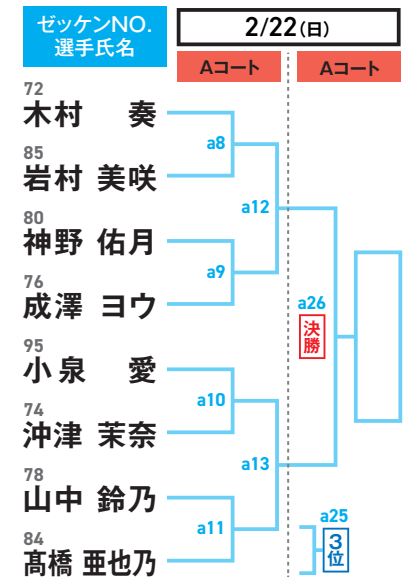 ゼッケンNO.
選手氏名
2/22(日)
Aコート
Aコート
72
木村 奏
85
岩村 美咲
80
神野 佑月
76
成澤 ヨウ
95
小泉 愛
74
沖津 茉奈
78
山中 鈴乃
84
髙橋 亜也乃
a8
a9
a10
a11
a12
a13
a26
決勝
a25
3位